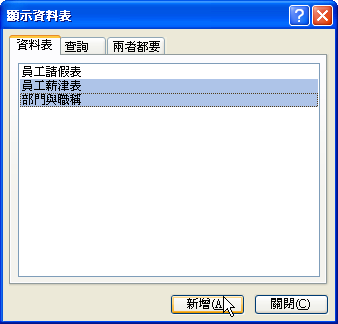 顯示資料表
資料表 查詢 兩者都要
員工請假表
員工薪津表
部門與職稱
新增(A) 關閉(C)